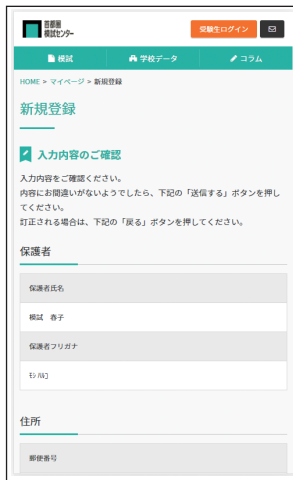 首都圏
模試センター
受験生ログイン
模試
学校データ
コラム
HOME > マイページ > 新規登録
新規登録
入力内容のご確認
入力内容をご確認ください。
内容にお間違いがないようでしたら、下記の「送信する」ボタンを押し
てください。
訂正される場合は、下記の「戻る」ボタンを押してください。
保護者
保護者氏名
模試　春子
保護者フリガナ
ﾓｼ ﾊﾙｺ
住所
郵便番号